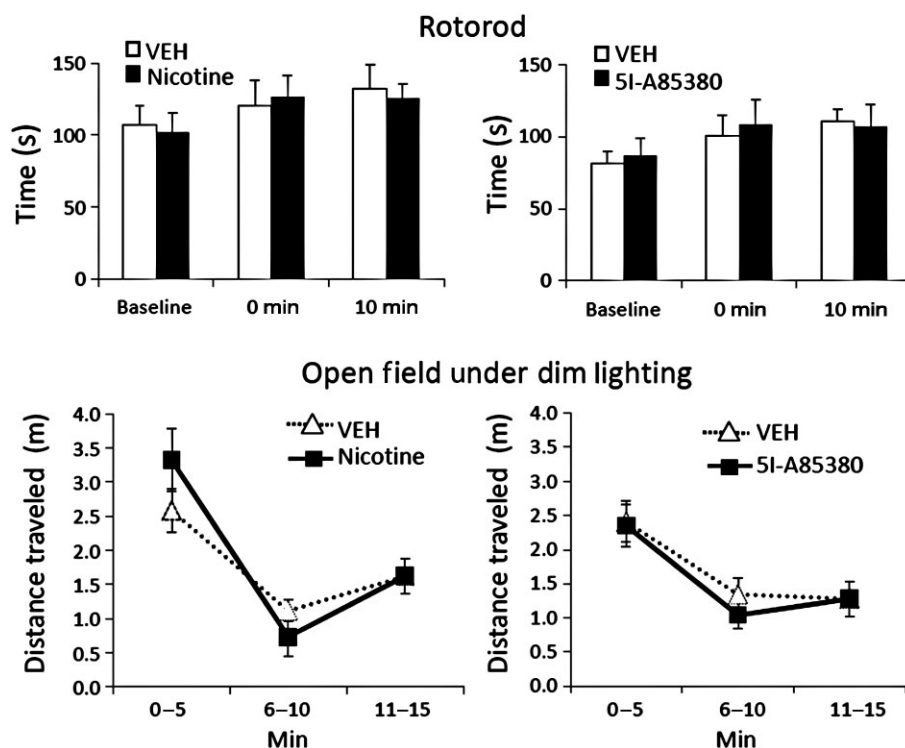 Rotorod
VEH
Nicotine
Time (s)
150
100
50
0
Baseline
0 min
10 min
VEH
5I-A85380
Time (s)
150
100
50
0
Baseline
0 min
10 min
Open field under dim lighting
VEH
Nicotine
Distance traveled (m)
4.0
3.5
3.0
2.5
2.0
1.5
1.0
0.5
0.0
0–5
6–10
11–15
Min
VEH
5I-A85380
Distance traveled (m)
4.0
3.5
3.0
2.5
2.0
1.5
1.0
0.5
0.0
0–5
6–10
11–15
Min